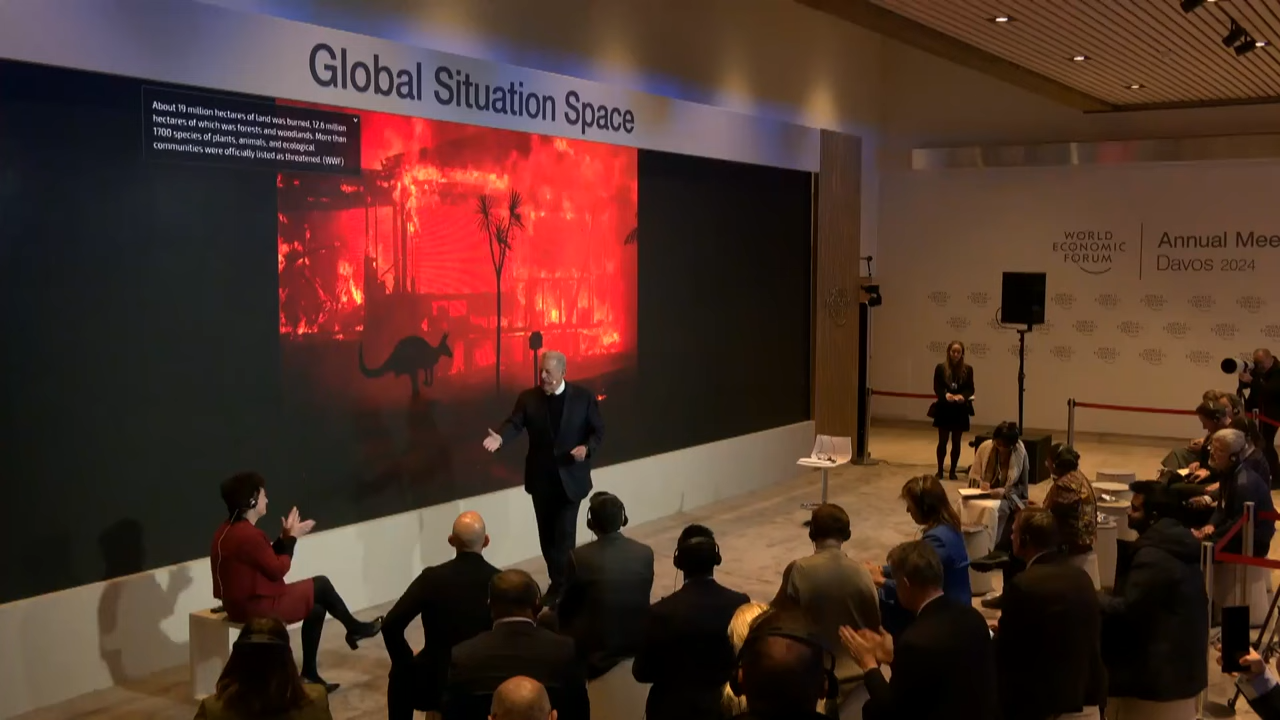 Global Situation Space
About 19 million hectares of land was burned, 12.6 million
hectares of which was forests and woodlands. More than
1700 species of plants, animals, and ecological
communities were officially listed as threatened. (WWF)
WORLD
ECONOMIC
FORUM
Annual Mee
Davos 2024